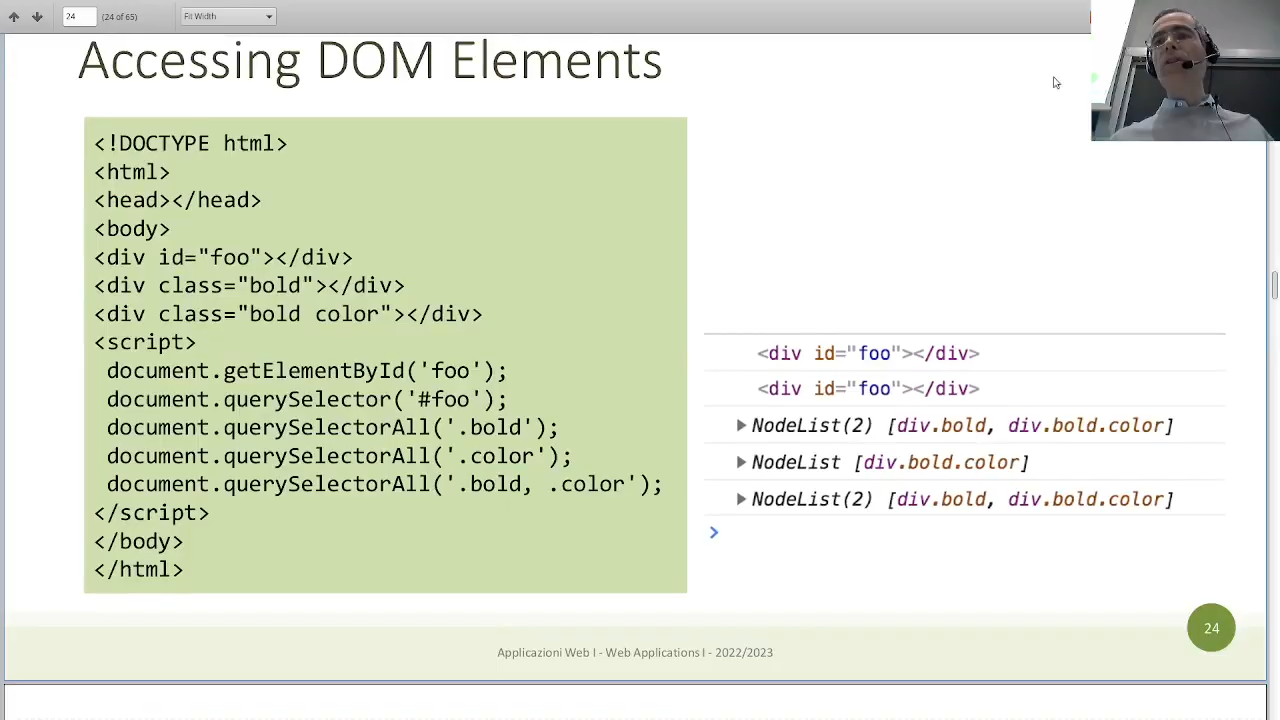 24
(24 of 65)
Fit Width
Accessing DOM Elements
<!DOCTYPE html>
<html>
<head></head>
<body>
<div id="foo"></div>
<div class="bold"></div>
<div class="bold color"></div>
<script>
document.getElementById('foo');
document.querySelector('#foo');
document.querySelectorAll('.bold');
document.querySelectorAll('.color');
document.querySelectorAll('.bold, .color');
</script>
</body>
</html>
<div id="foo"></div>
<div id="foo"></div>
NodeList(2) [div.bold, div.bold.color]
NodeList [div.bold.color]
NodeList(2) [div.bold, div.bold.color]
24
Applicazioni Web I - Web Applications I - 2022/2023